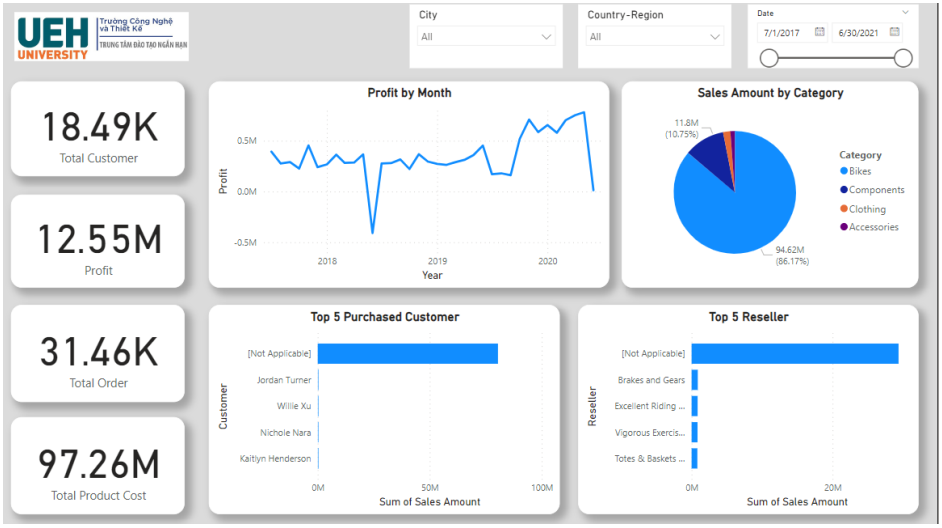 UEH
UNIVERSITY
Trường Công Nghệ
và Thiết Kế
TRUNG TÂM ĐÀO TẠO NGẮN HẠN
City
All
Country-Region
All
Date
7/1/2017
6/30/2021
18.49K
Total Customer
12.55M
Profit
31.46K
Total Order
97.26M
Total Product Cost
Profit by Month
Profit
0.5M
0.0M
-0.5M
2018
2019
2020
Year
Sales Amount by Category
11.8M
(10.75%)
94.62M
(86.17%)
Category
Bikes
Components
Clothing
Accessories
Top 5 Purchased Customer
Customer
[Not Applicable]
Jordan Turner
Willie Xu
Nichole Nara
Kaitlyn Henderson
0M
50M
100M
Sum of Sales Amount
Top 5 Reseller
Reseller
[Not Applicable]
Brakes and Gears
Excellent Riding ...
Vigorous Exercis...
Totes & Baskets ...
0M
20M
Sum of Sales Amount